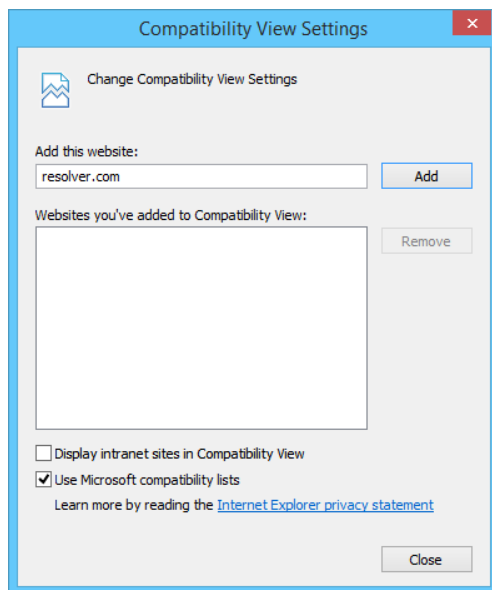 Compatibility View Settings
Change Compatibility View Settings
Add this website:
resolver.com
Add
Websites you've added to Compatibility View:
Remove
Display intranet sites in Compatibility View
Use Microsoft compatibility lists
Learn more by reading the Internet Explorer privacy statement
Close